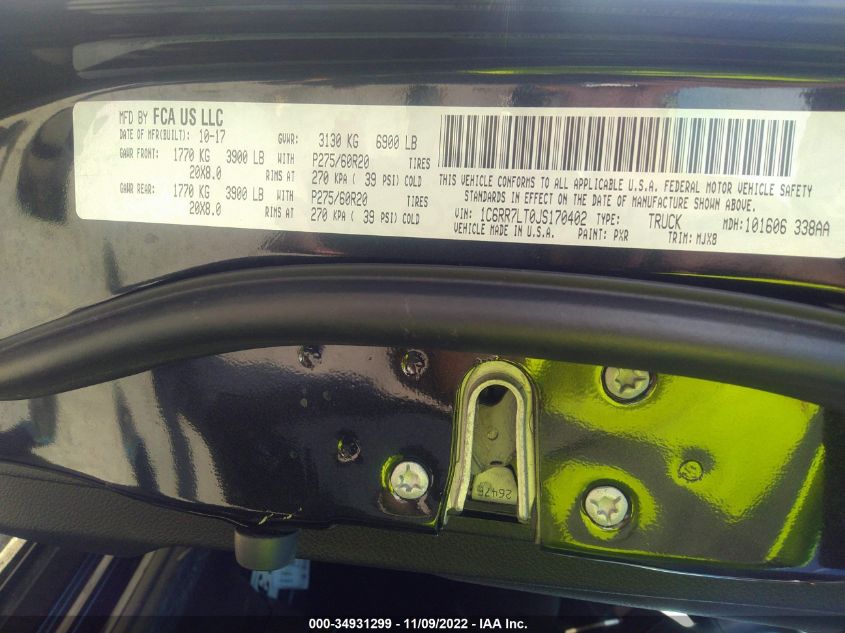 MFD BY FCA US LLC
DATE OF MFR(BUILT): 10-17 GVWR: 3130 KG 6900 LB
GAWR FRONT: 1770 KG 3900 LB WITH P275/60R20 TIRES
20X8.0 RIMS AT 270 KPA ( 39 PSI) COLD
GAWR REAR: 1770 KG 3900 LB WITH P275/60R20 TIRES
20X8.0 RIMS AT 270 KPA ( 39 PSI) COLD
THIS VEHICLE CONFORMS TO ALL APPLICABLE U.S.A. FEDERAL MOTOR VEHICLE SAFETY
STANDARDS IN EFFECT ON THE DATE OF MANUFACTURE SHOWN ABOVE.
VIN: 1C6RR7LT0JS170402 TYPE: TRUCK MDH: 101606 338AA
VEHICLE MADE IN U.S.A. PAINT: PXR TRIM: MJX8
26476
000-34931299 - 11/09/2022 - IAA Inc.